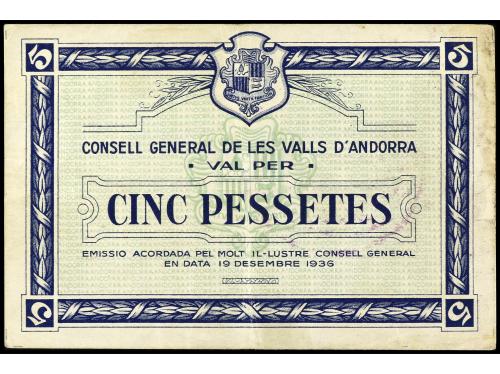 5 5
CONSELL GENERAL DE LES VALLS D'ANDORRA
• VAL PER •
CINC PESSETES
EMISSIO ACORDADA PEL MOLT IL-LUSTRE CONSELL GENERAL
EN DATA 19 DESEMBRE 1936
5 5